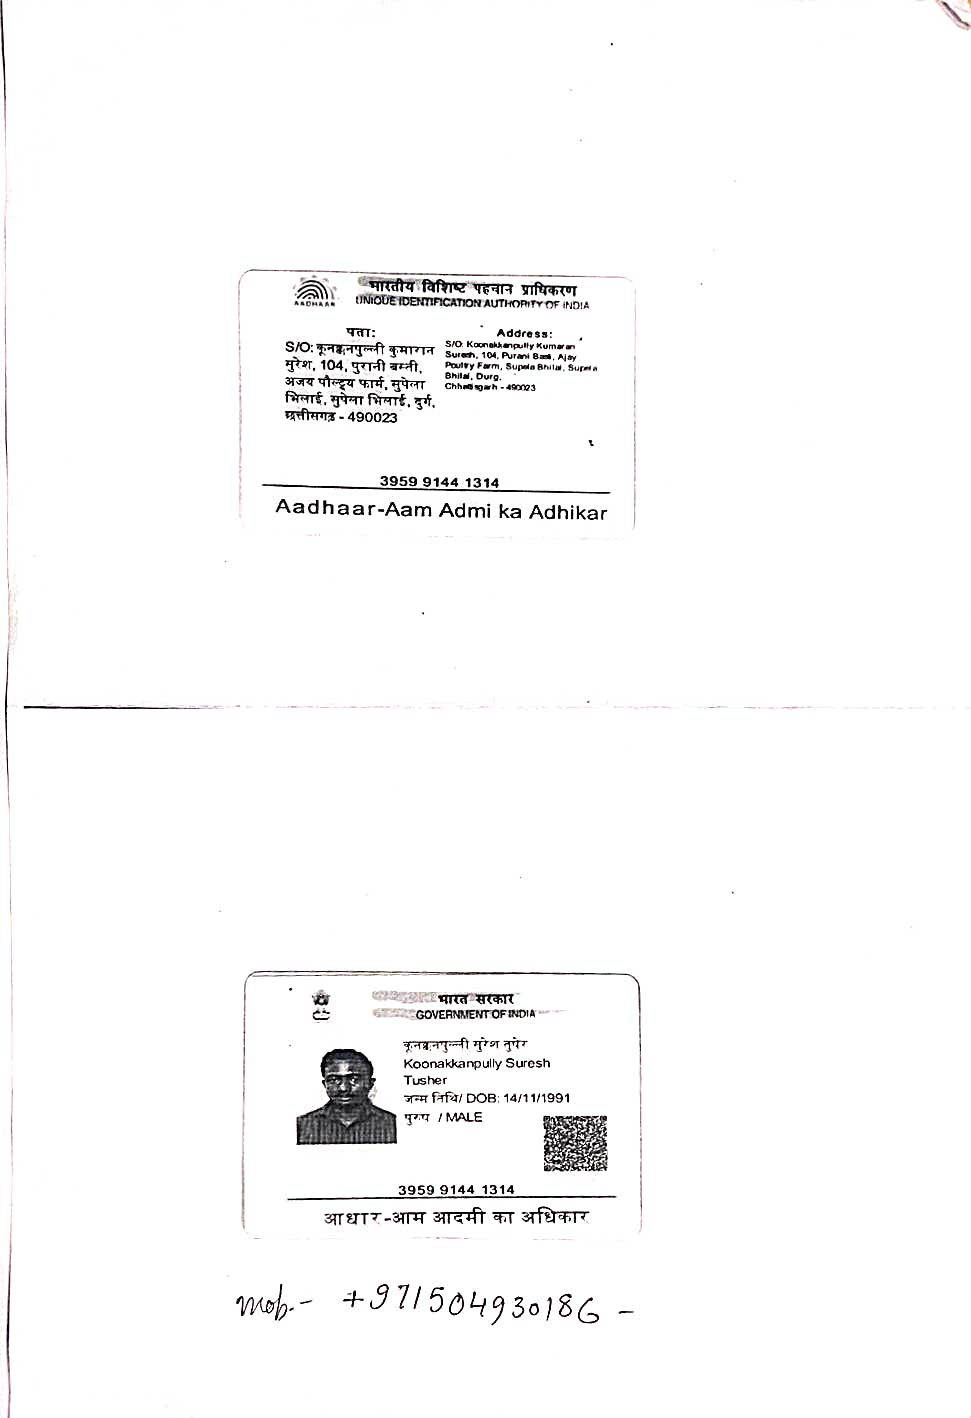 भारतीय विशिष्ट पहचान प्राधिकरण
UNIQUE IDENTIFICATION AUTHORITY OF INDIA
AADHAAR
पता:
S/O: कूनक्कनपुल्ली कुमारान
सुरेश, 104, पुरानी बस्ती,
अजय पौल्ट्र्य फार्म, सुपेला
भिलाई, सुपेला भिलाई, दुर्ग,
छत्तीसगढ़ - 490023
Address:
S/O: Koonakkanpully Kumaran
Suresh, 104, Purani Basti, Ajay
Poultry Farm, Supela Bhilai, Supela
Bhilai, Durg,
Chhattisgarh - 490023
3959 9144 1314
Aadhaar-Aam Admi ka Adhikar
भारत सरकार
GOVERNMENT OF INDIA
कूनक्कनपुल्ली सुरेश तुषेर
Koonakkanpully Suresh
Tusher
जन्म तिथि/ DOB: 14/11/1991
पुरुष / MALE
3959 9144 1314
आधार-आम आदमी का अधिकार
mob.- +971504930186 -